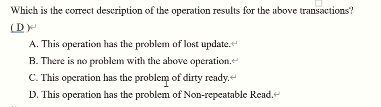 Which is the correct description of the operation results for the above transactions?
( D )↵
A. This operation has the problem of lost update.↵
B. There is no problem with the above operation.↵
C. This operation has the problem of dirty ready.↵
D. This operation has the problem of Non-repeatable Read.↵